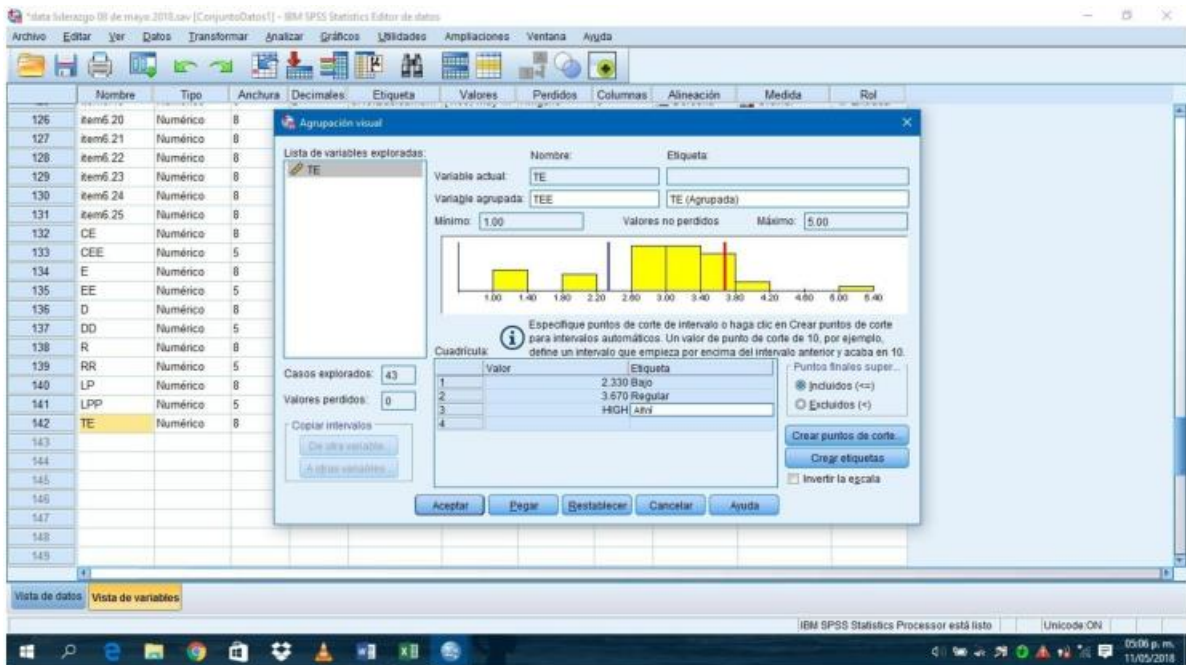 *data liderazgo 08 de mayo 2018.sav [ConjuntoDatos1] - IBM SPSS Statistics Editor de datos
Archivo Editar Ver Datos Transformar Analizar Gráficos Utilidades Ampliaciones Ventana Ayuda
Nombre Tipo Anchura Decimales Etiqueta Valores Perdidos Columnas Alineación Medida Rol
126 item6.20 Numérico 8
127 item6.21 Numérico 8
128 item6.22 Numérico 8
129 item6.23 Numérico 8
130 item6.24 Numérico 8
131 item6.25 Numérico 8
132 CE Numérico 8
133 CEE Numérico 5
134 E Numérico 8
135 EE Numérico 5
136 D Numérico 8
137 DD Numérico 5
138 R Numérico 8
139 RR Numérico 5
140 LP Numérico 8
141 LPP Numérico 5
142 TE Numérico 8
143
144
145
146
147
148
149
Agrupación visual
Lista de variables exploradas:
TE
Nombre: Etiqueta:
Variable actual: TE
Variable agrupada: TEE TE (Agrupada)
Mínimo: 1.00 Valores no perdidos Máximo: 5.00
1.00 1.40 1.80 2.20 2.60 3.00 3.40 3.80 4.20 4.60 5.00 5.40
Especifique puntos de corte de intervalo o haga clic en Crear puntos de corte
para intervalos automáticos. Un valor de punto de corte de 10, por ejemplo,
define un intervalo que empieza por encima del intervalo anterior y acaba en 10.
Cuadrícula:
Valor Etiqueta
1 2.330 Bajo
2 3.670 Regular
3 HIGH
4
Casos explorados: 43
Valores perdidos: 0
Copiar intervalos
De otra variable...
A otras variables...
Puntos finales super...
Incluidos (<=)
Excluidos (<)
Crear puntos de corte...
Crear etiquetas
Invertir la escala
Aceptar Pegar Restablecer Cancelar Ayuda
Vista de datos Vista de variables
IBM SPSS Statistics Processor está listo Unicode:ON
05:06 p. m.
11/05/2018